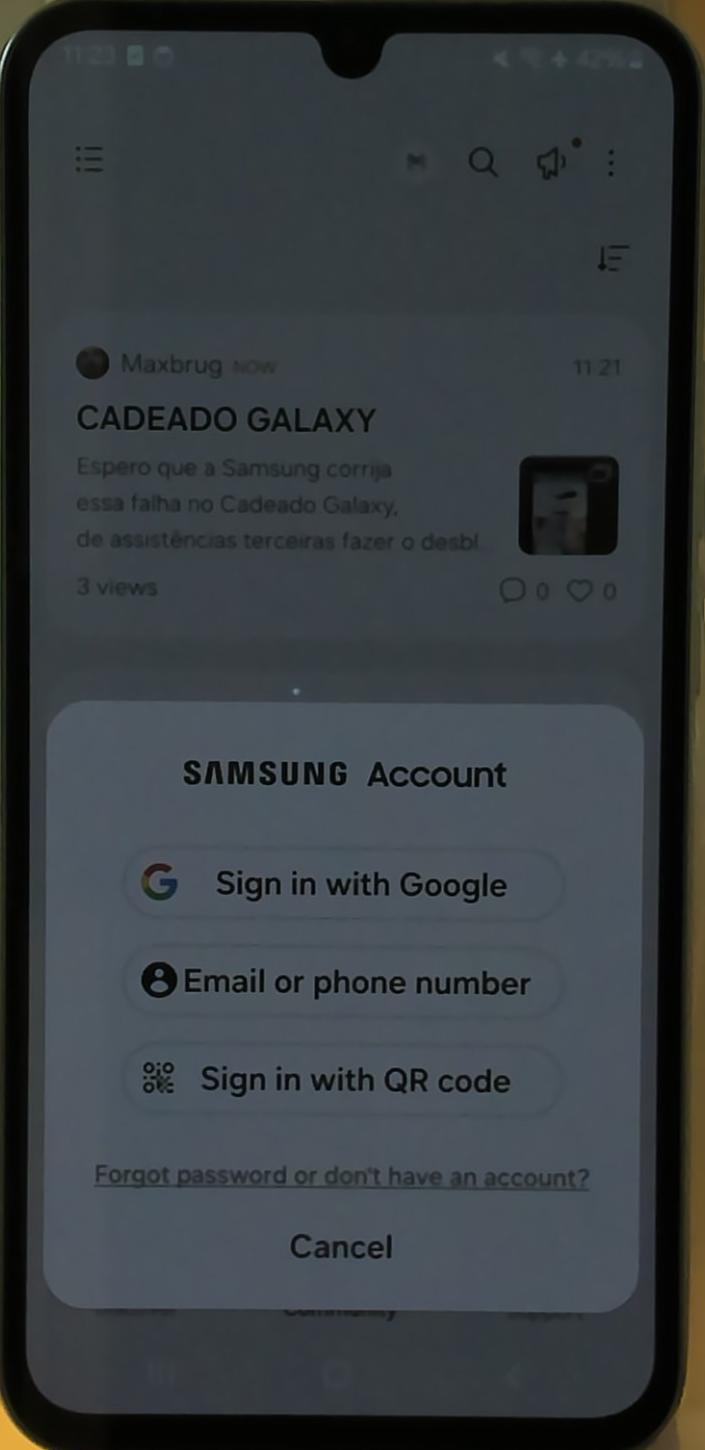 11:23
42%
Maxbrug NOW
11:21
CADEADO GALAXY
Espero que a Samsung corrija
essa falha no Cadeado Galaxy,
de assistências terceiras fazer o desbl
3 views
0
0
SAMSUNG Account
Sign in with Google
Email or phone number
Sign in with QR code
Forgot password or don't have an account?
Cancel
Community
Support